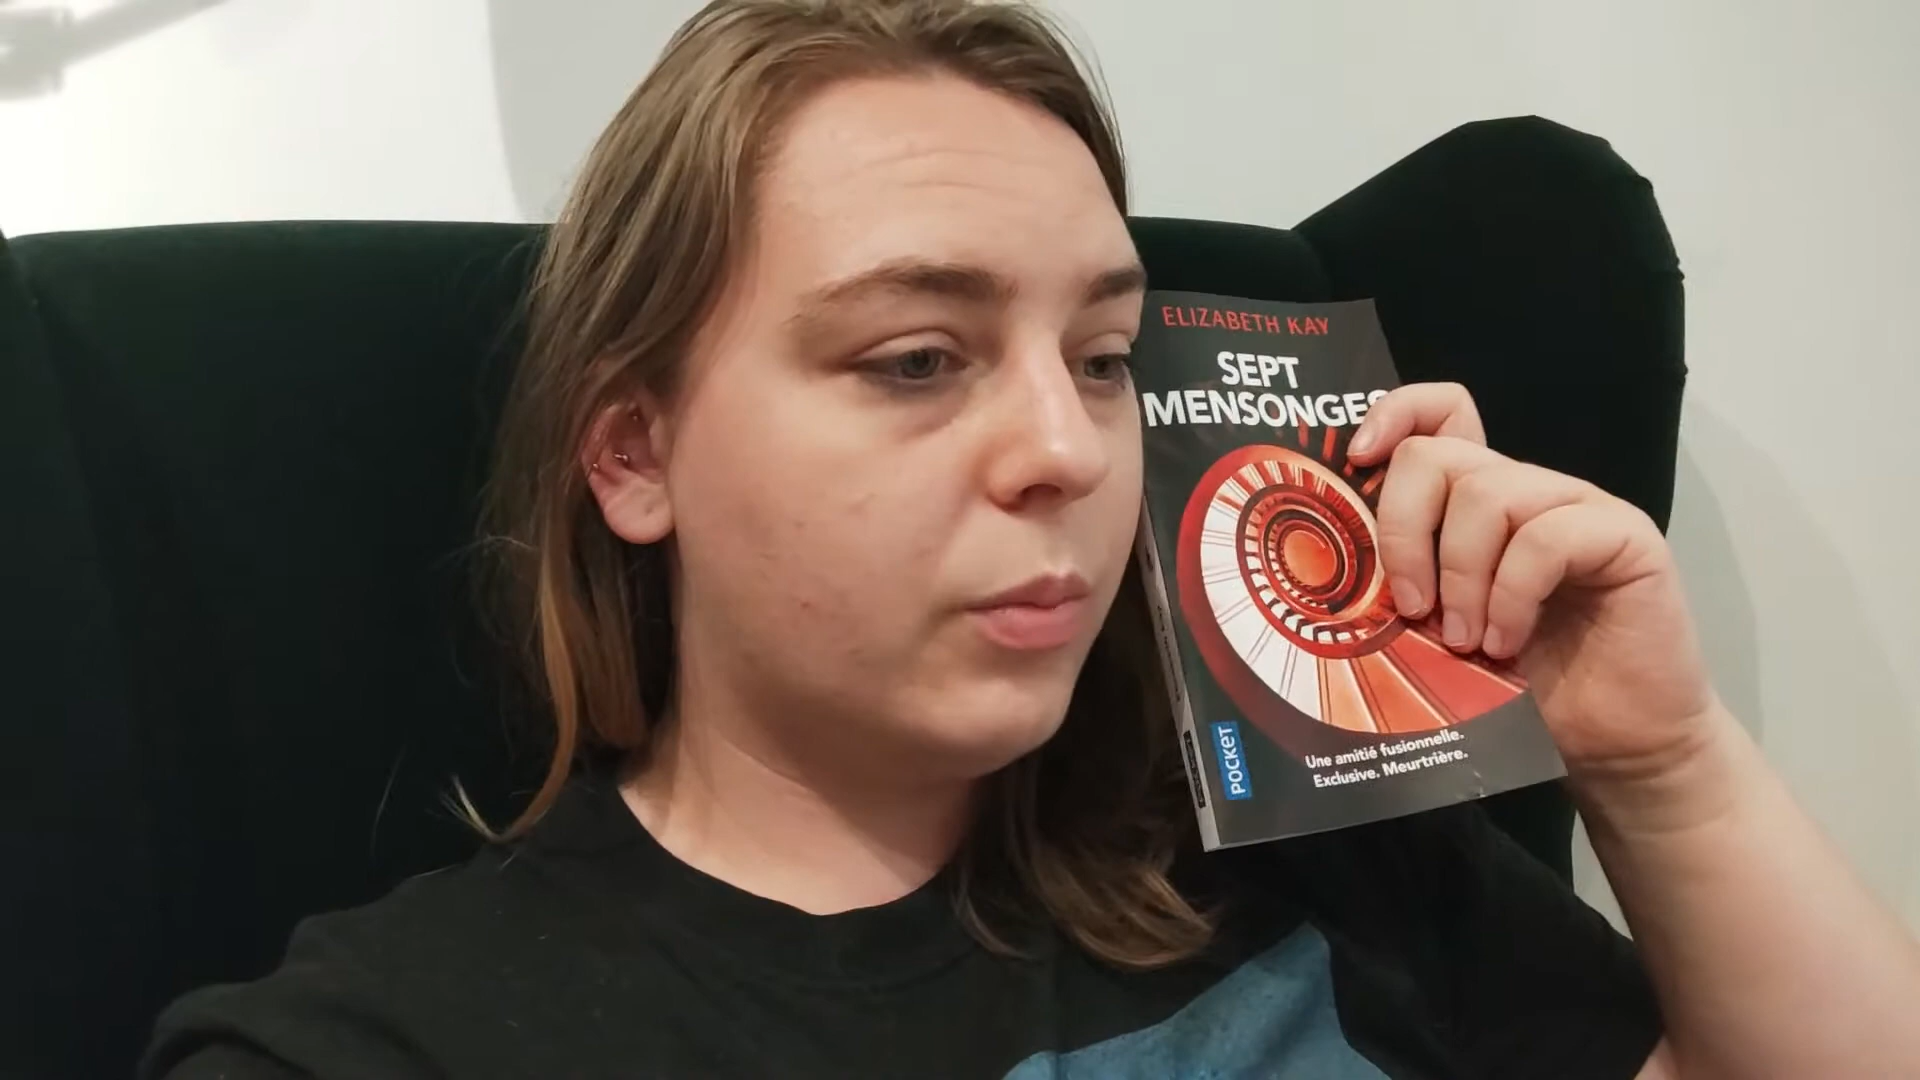 ELIZABETH KAY
SEPT
MENSONGES
POCKET
Une amitié fusionnelle.
Exclusive. Meurtrière.